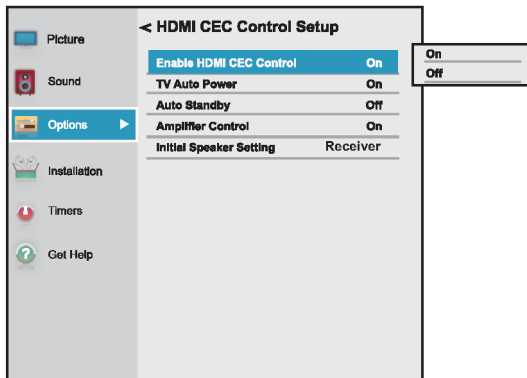 < HDMI CEC Control Setup
Picture
Sound
Options
Installation
Timers
Get Help
Enable HDMI CEC Control On
TV Auto Power On
Auto Standby Off
Amplifier Control On
Initial Speaker Setting Receiver
On
Off